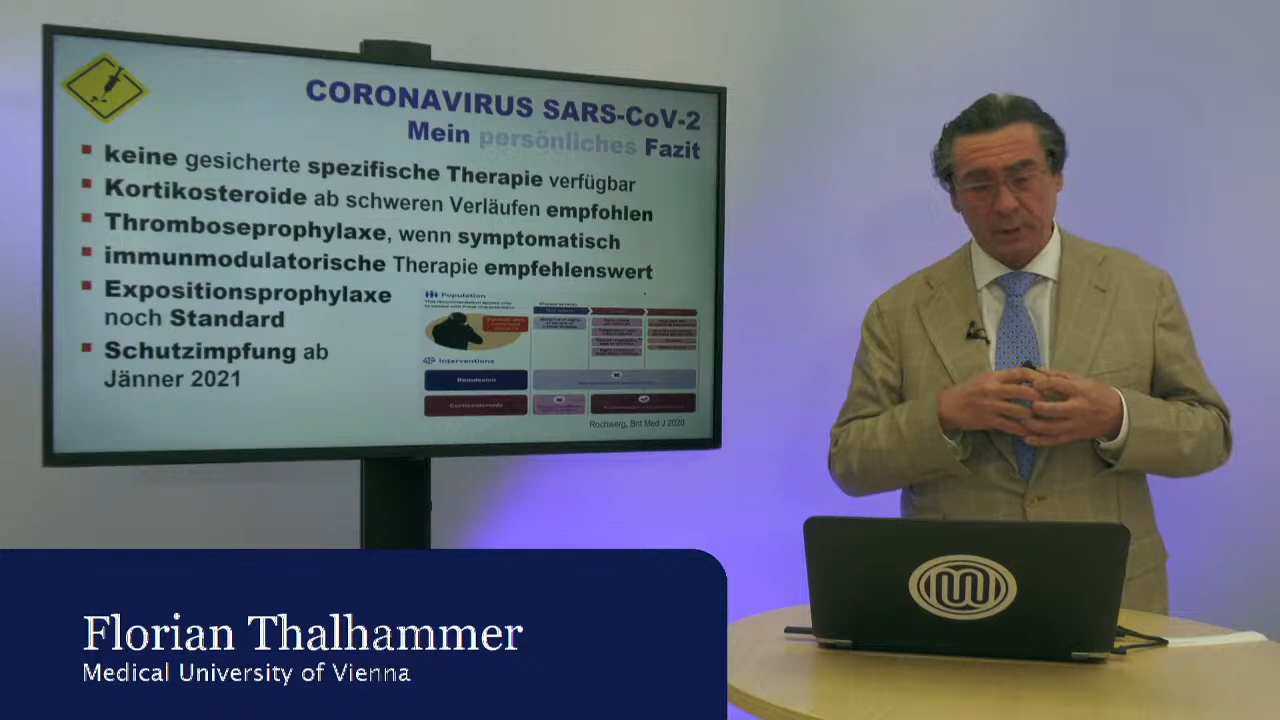 CORONAVIRUS SARS-CoV-2
Mein persönliches Fazit
keine gesicherte spezifische Therapie verfügbar
Kortikosteroide ab schweren Verläufen empfohlen
Thromboseprophylaxe, wenn symptomatisch
immunmodulatorische Therapie empfehlenswert
Expositionsprophylaxe
noch Standard
Schutzimpfung ab
Jänner 2021
Population
Interventions
Remdesivir
Corticosteroids
Rochwerg, Brit Med J 2020
Florian Thalhammer
Medical University of Vienna